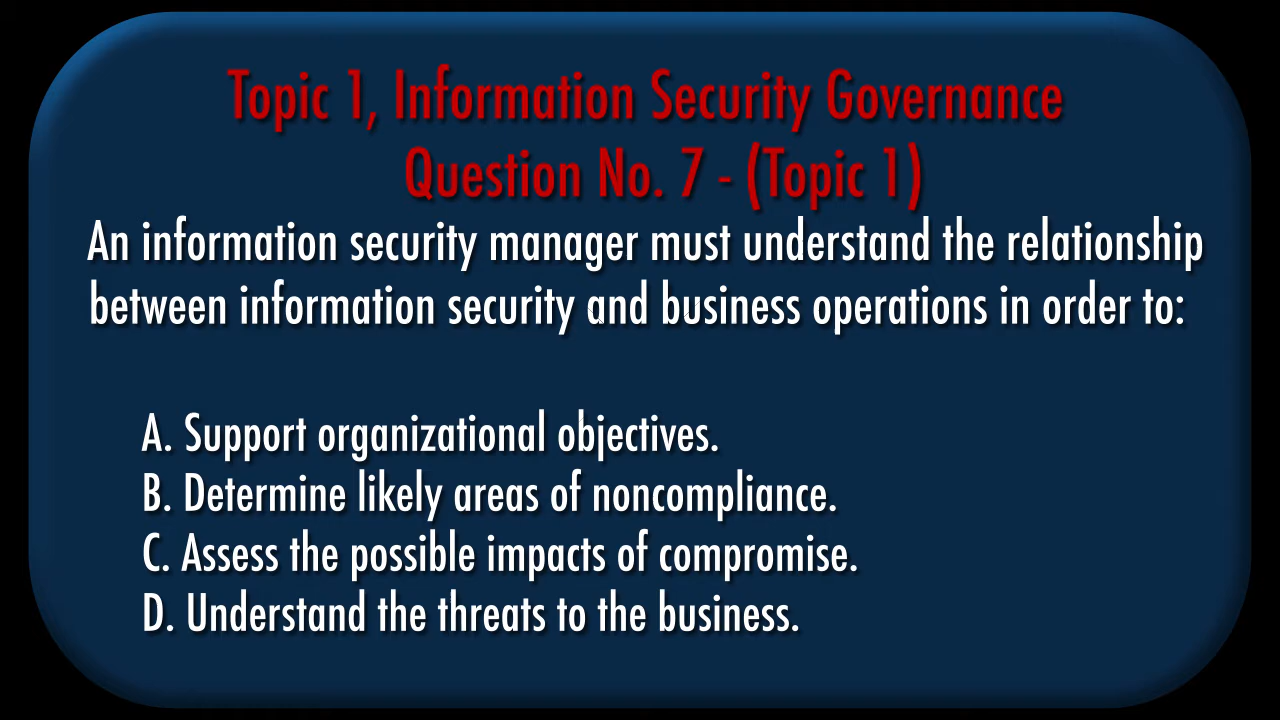 Topic 1, Information Security Governance
Question No. 7 - (Topic 1)
An information security manager must understand the relationship
between information security and business operations in order to:
A. Support organizational objectives.
B. Determine likely areas of noncompliance.
C. Assess the possible impacts of compromise.
D. Understand the threats to the business.